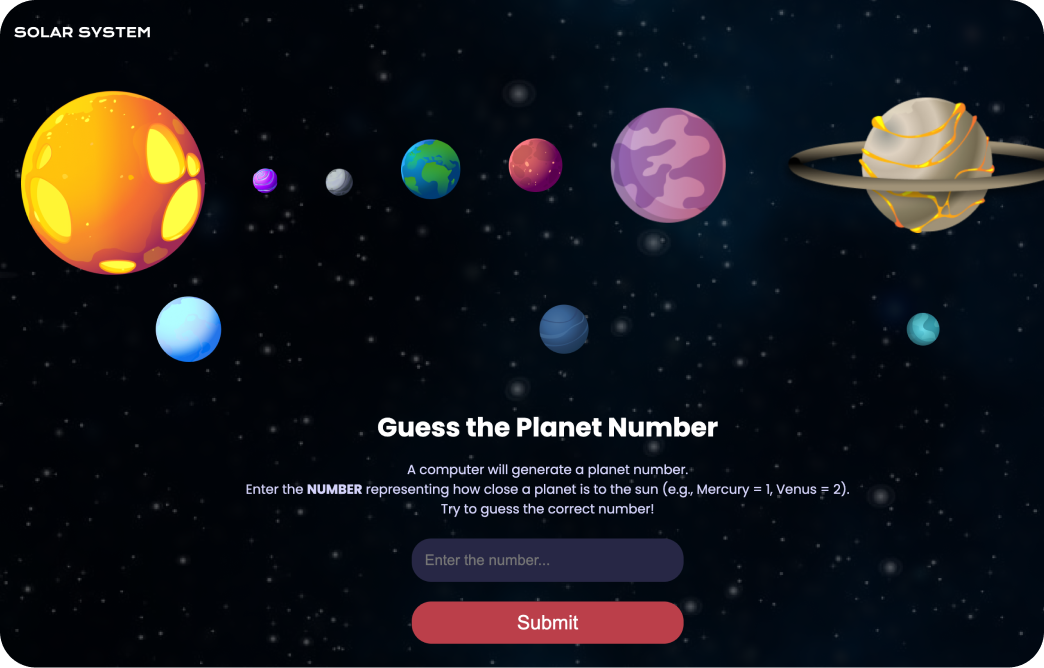 SOLAR SYSTEM
Guess the Planet Number
A computer will generate a planet number.
Enter the NUMBER representing how close a planet is to the sun (e.g., Mercury = 1, Venus = 2).
Try to guess the correct number!
Enter the number...
Submit